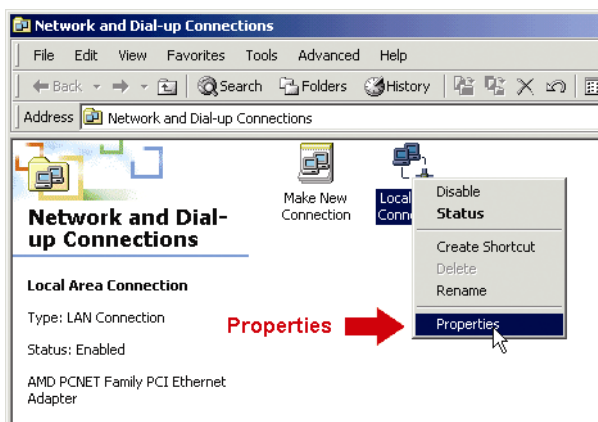 Network and Dial-up Connections
File Edit View Favorites Tools Advanced Help
Back Search Folders History
Address Network and Dial-up Connections
Make New
Connection
Local
Conne
Network and Dial-
up Connections
Local Area Connection
Type: LAN Connection
Status: Enabled
AMD PCNET Family PCI Ethernet
Adapter
Disable
Status
Create Shortcut
Delete
Rename
Properties
Properties